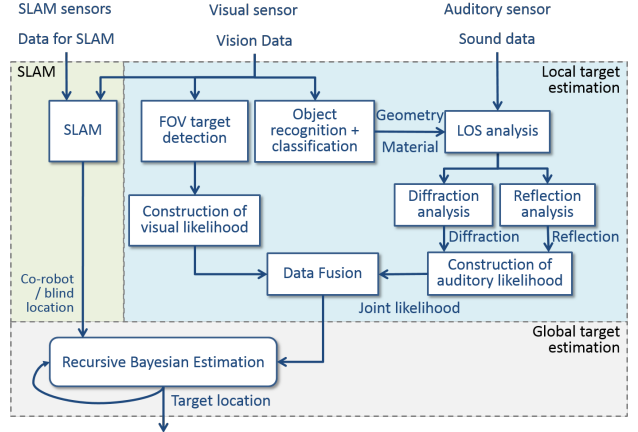 SLAM sensors
Visual sensor
Auditory sensor
Data for SLAM
Vision Data
Sound data
SLAM
Local target
estimation
SLAM
FOV target
detection
Object
recognition +
classification
Geometry
Material
LOS analysis
Construction of
visual likelihood
Diffraction
analysis
Reflection
analysis
Diffraction
Reflection
Co-robot
/ blind
location
Data Fusion
Construction of
auditory likelihood
Joint likelihood
Global target
estimation
Recursive Bayesian Estimation
Target location